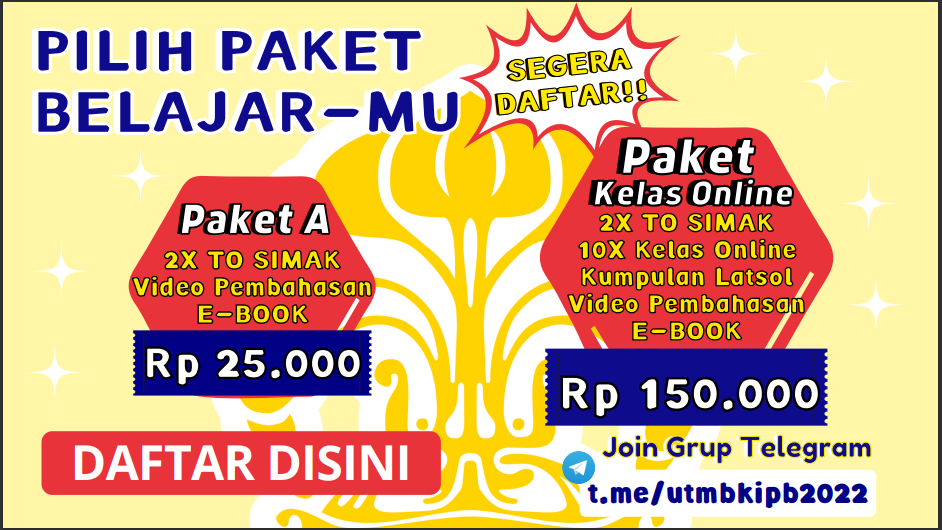 PILIH PAKET
BELAJAR-MU
SEGERA
DAFTAR!!
Paket A
2X TO SIMAK
Video Pembahasan
E-BOOK
Rp 25.000
Paket
Kelas Online
2X TO SIMAK
10X Kelas Online
Kumpulan Latsol
Video Pembahasan
E-BOOK
Rp 150.000
DAFTAR DISINI
Join Grup Telegram
t.me/utmbkipb2022